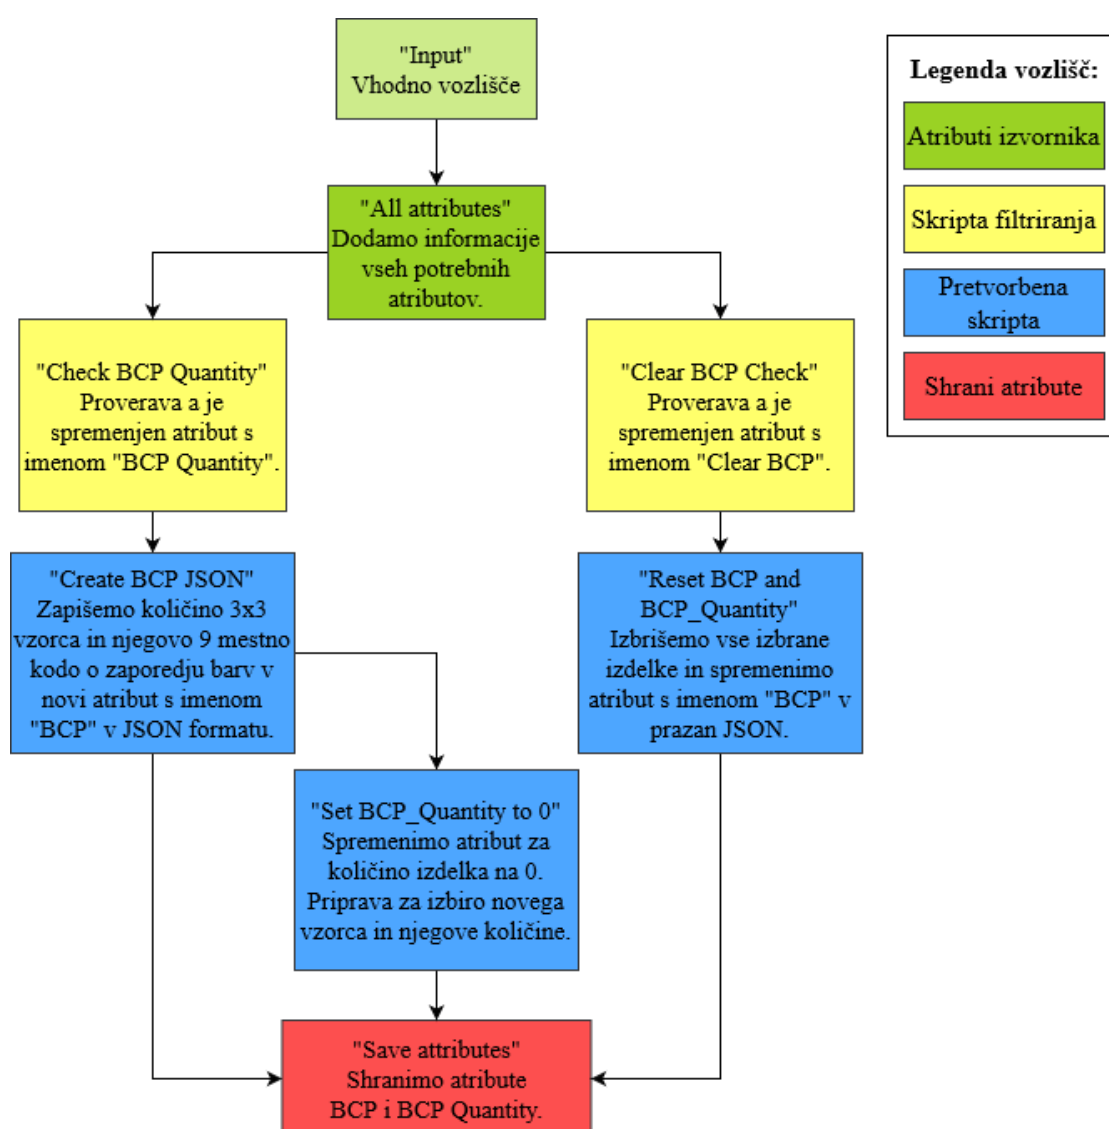 "Input"
Vhodno vozlišče
"All attributes"
Dodamo informacije
vseh potrebnih
atributov.
"Check BCP Quantity"
Proverava a je
spremenjen atribut s
imenom "BCP Quantity".
"Clear BCP Check"
Proverava a je
spremenjen atribut s
imenom "Clear BCP".
"Create BCP JSON"
Zapišemo količino 3x3
vzorca in njegovo 9 mestno
kodo o zaporedju barv v
novi atribut s imenom
"BCP" v JSON formatu.
"Reset BCP and
BCP_Quantity"
Izbrišemo vse izbrane
izdelke in spremenimo
atribut s imenom "BCP" v
prazan JSON.
"Set BCP_Quantity to 0"
Spremenimo atribut za
količino izdelka na 0.
Priprava za izbiro novega
vzorca in njegove količine.
"Save attributes"
Shranimo atribute
BCP i BCP Quantity.
Legenda vozlišč:
Atributi izvornika
Skripta filtriranja
Pretvorbena
skripta
Shrani atribute